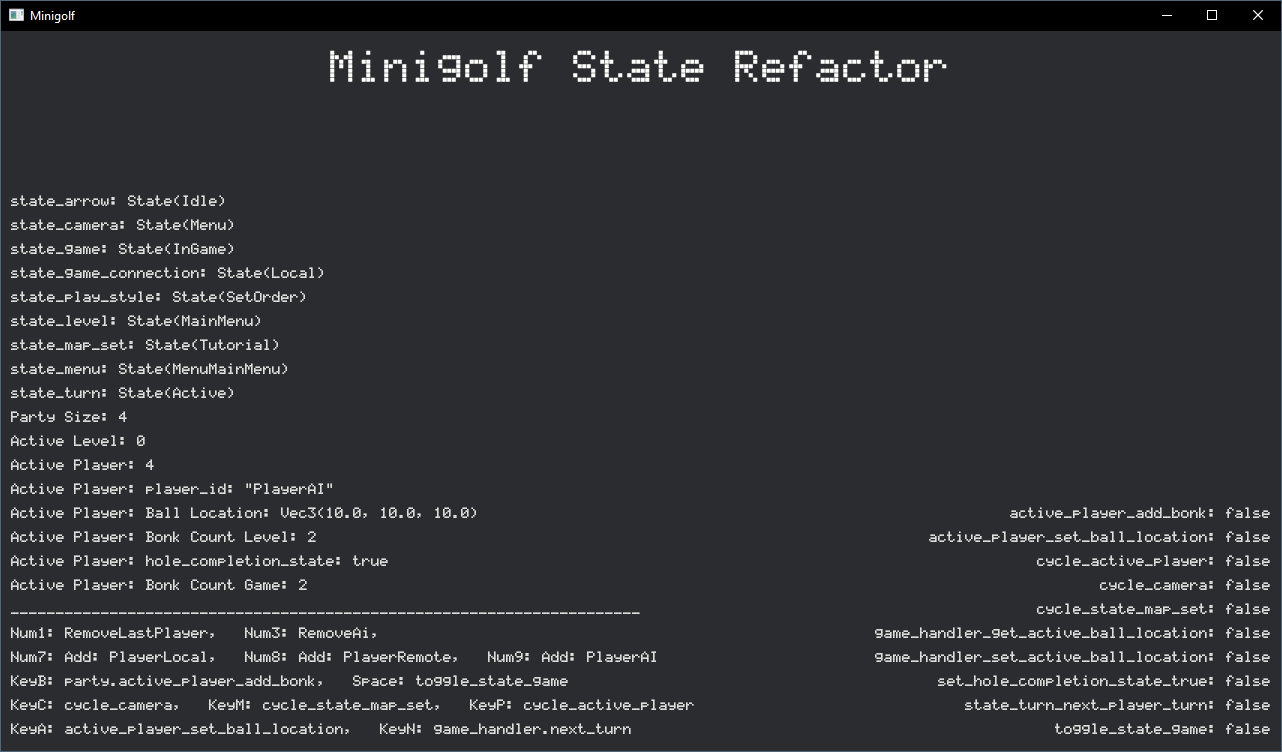 Minigolf
Minigolf State Refactor
state_arrow: State(Idle)
state_camera: State(Menu)
state_game: State(InGame)
state_game_connection: State(Local)
state_play_style: State(SetOrder)
state_level: State(MainMenu)
state_map_set: State(Tutorial)
state_menu: State(MenuMainMenu)
state_turn: State(Active)
Party Size: 4
Active Level: 0
Active Player: 4
Active Player: player_id: "PlayerAI"
Active Player: Ball Location: Vec3(10.0, 10.0, 10.0)
Active Player: Bonk Count Level: 2
Active Player: hole_completion_state: true
Active Player: Bonk Count Game: 2
______________________________________________________________________
Num1: RemoveLastPlayer,   Num3: RemoveAi,
Num7: Add: PlayerLocal,   Num8: Add: PlayerRemote,   Num9: Add: PlayerAI
KeyB: party.active_player_add_bonk,   Space: toggle_state_game
KeyC: cycle_camera,   KeyM: cycle_state_map_set,   KeyP: cycle_active_player
KeyA: active_player_set_ball_location,   KeyN: game_handler.next_turn
active_player_add_bonk: false
active_player_set_ball_location: false
cycle_active_player: false
cycle_camera: false
cycle_state_map_set: false
game_handler_get_active_ball_location: false
game_handler_set_active_ball_location: false
set_hole_completion_state_true: false
state_turn_next_player_turn: false
toggle_state_game: false